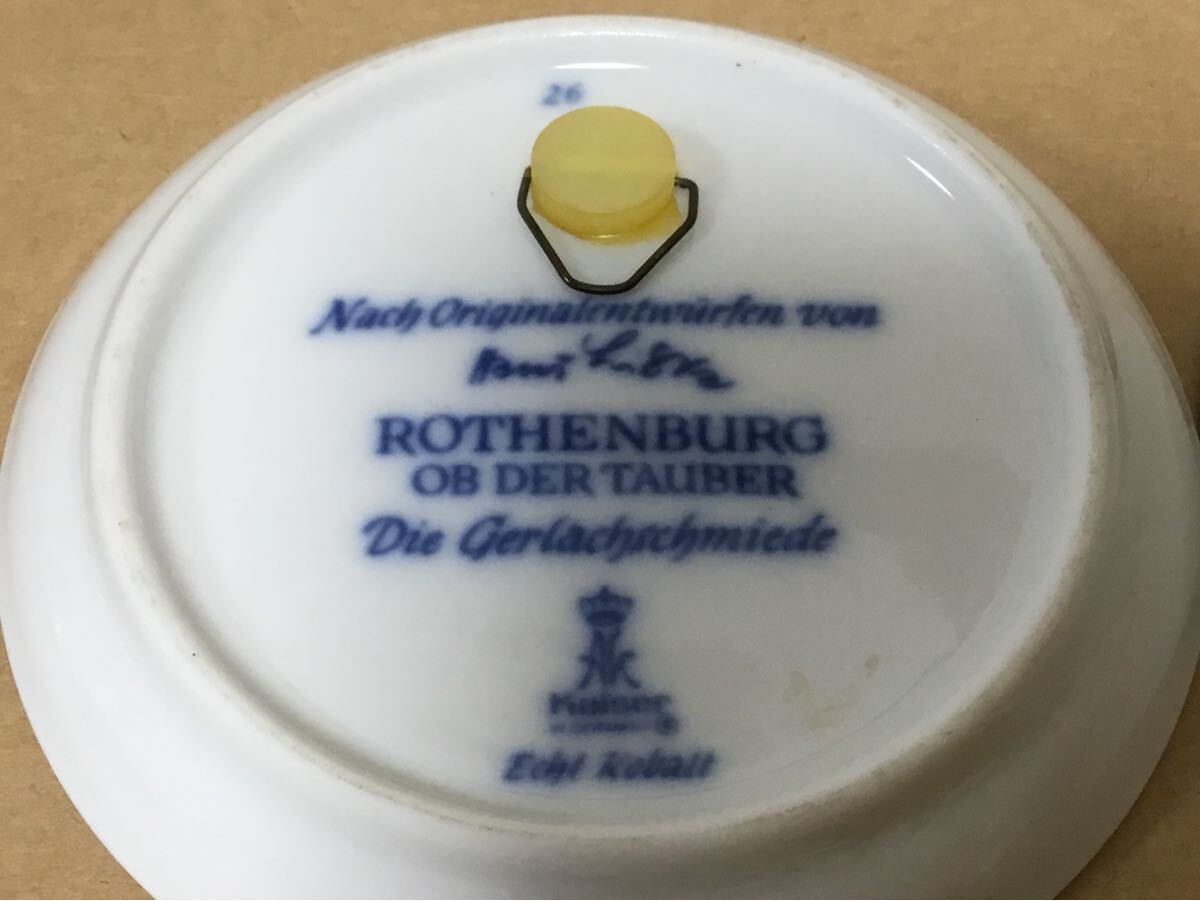 26
Nach Originalentwürfen von
ROTHENBURG
OB DER TAUBER
Die Gerlachschmiede
Kaiser
Echt Kobalt